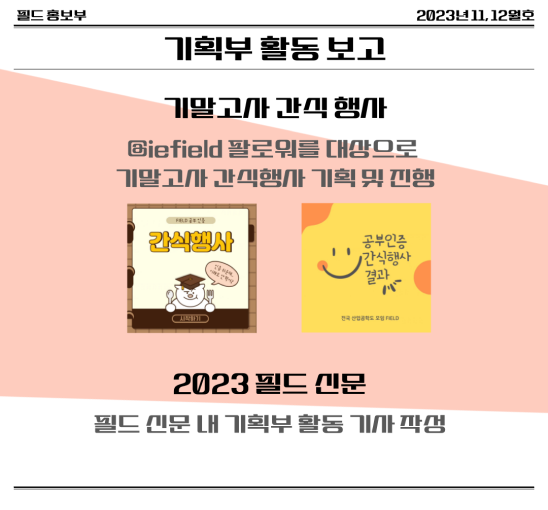 필드 홍보부
2023년 11, 12월호
기획부 활동 보고
기말고사 간식 행사
@iefield 팔로워를 대상으로
기말고사 간식행사 기획 및 진행
FIELD 공부 인증
간식행사
시작하기
공부인증
간식행사
결과
전국 산업공학도 모임 FIELD
2023 필드 신문
필드 신문 내 기획부 활동 기사 작성